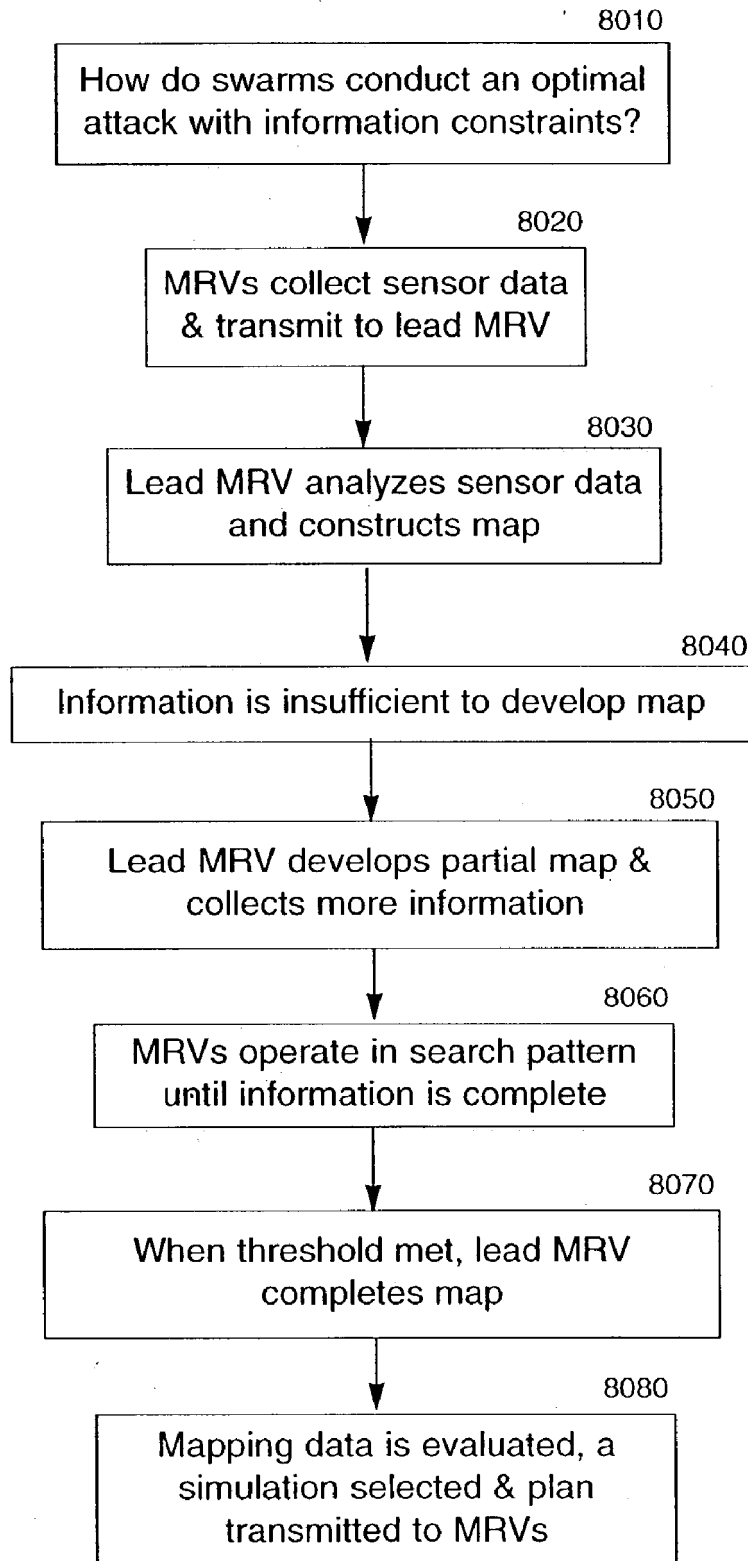 8010
How do swarms conduct an optimal
attack with information constraints?
8020
MRVs collect sensor data
& transmit to lead MRV
8030
Lead MRV analyzes sensor data
and constructs map
8040
Information is insufficient to develop map
8050
Lead MRV develops partial map &
collects more information
8060
MRVs operate in search pattern
until information is complete
8070
When threshold met, lead MRV
completes map
8080
Mapping data is evaluated, a
simulation selected & plan
transmitted to MRVs